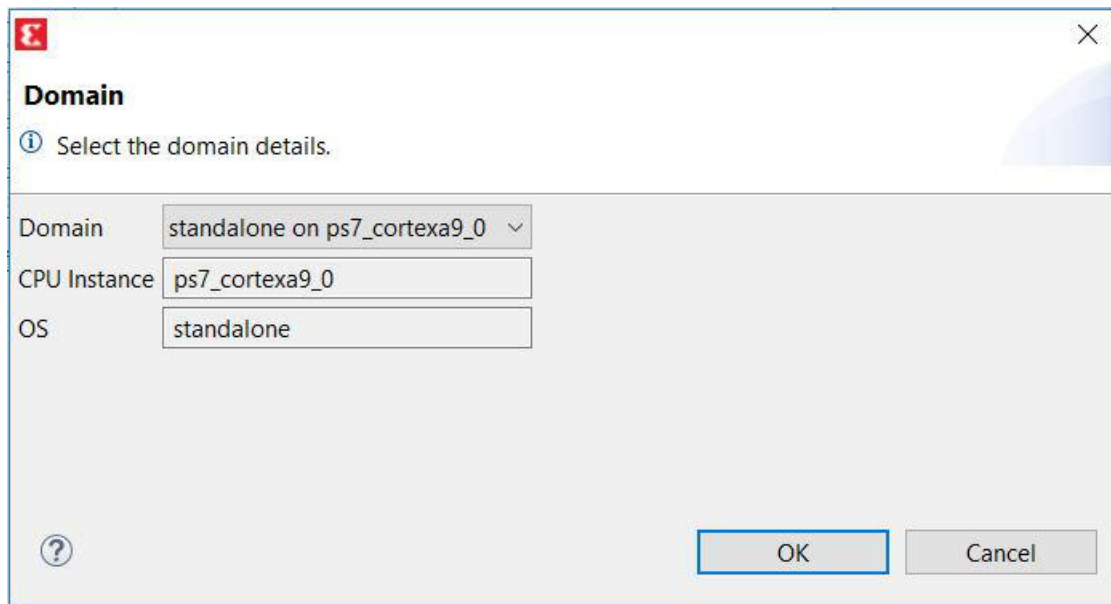 Domain
Select the domain details.
Domain standalone on ps7_cortexa9_0
CPU Instance ps7_cortexa9_0
OS standalone
OK Cancel